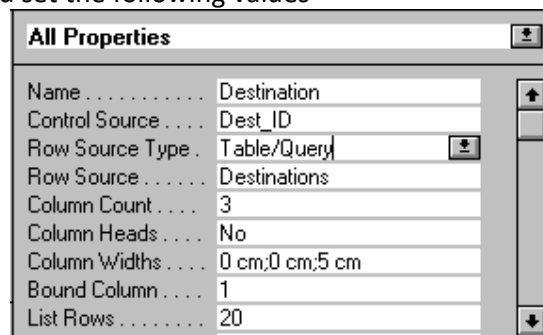 d set the following values
All Properties
Name . . . . . . . . . . . Destination
Control Source . . . . Dest_ID
Row Source Type . Table/Query
Row Source . . . . . . Destinations
Column Count . . . . 3
Column Heads . . . . No
Column Widths . . . . 0 cm;0 cm;5 cm
Bound Column . . . . 1
List Rows . . . . . . . . 20